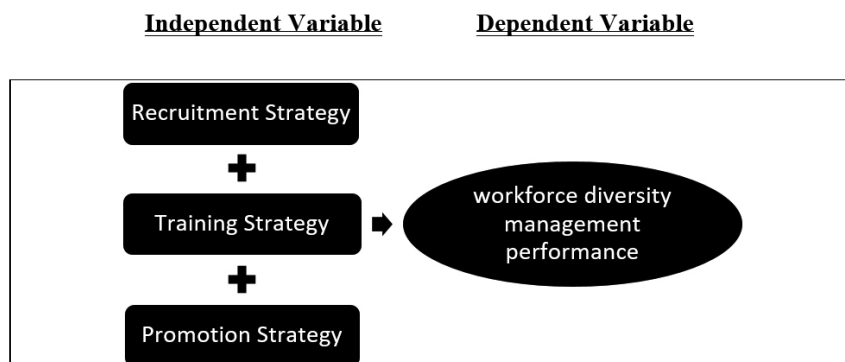 Independent Variable
Dependent Variable
Recruitment Strategy
Training Strategy
workforce diversity
management
performance
Promotion Strategy